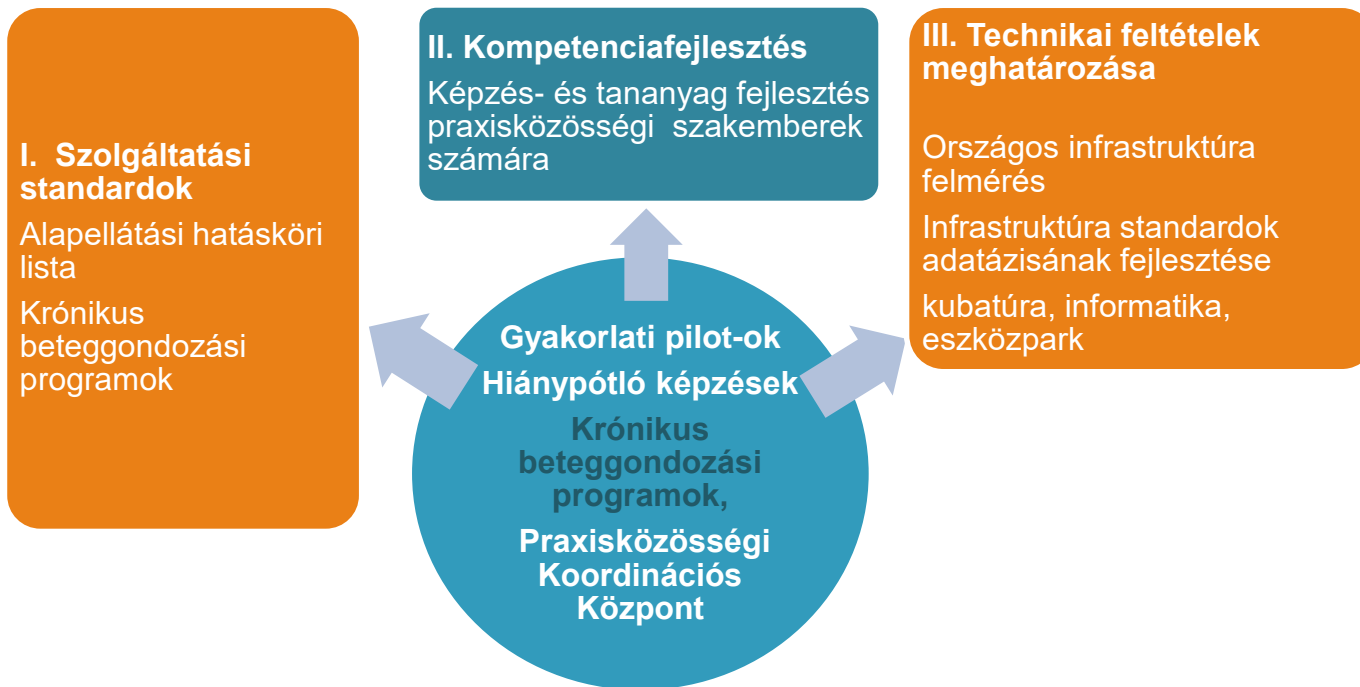 I. Szolgáltatási
standardok
Alapellátási hatásköri
lista
Krónikus
beteggondozási
programok
II. Kompetenciafejlesztés
Képzés- és tananyag fejlesztés
praxisközösségi szakemberek
számára
III. Technikai feltételek
meghatározása
Országos infrastruktúra
felmérés
Infrastruktúra standardok
adatázisának fejlesztése
kubatúra, informatika,
eszközpark
Gyakorlati pilot-ok
Hiánypótló képzések
Krónikus
beteggondozási
programok,
Praxisközösségi
Koordinációs
Központ